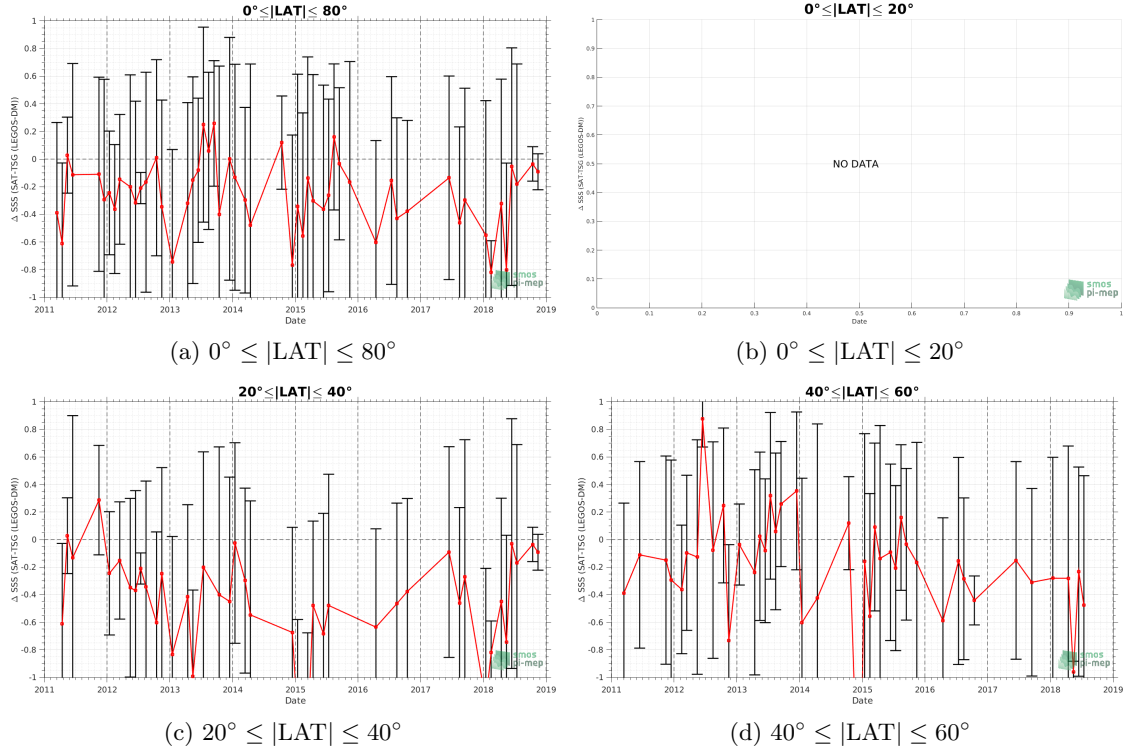 0°≤|LAT|≤ 80°
1
0.8
0.6
0.4
0.2
0
-0.2
-0.4
-0.6
-0.8
-1
Δ SSS (SAT-TSG (LEGOS-DM))
2011 2012 2013 2014 2015 2016 2017 2018 2019
Date
smos
pi-mep
(a) 0° ≤ |LAT| ≤ 80°
0°≤|LAT|≤ 20°
1
0.9
0.8
0.7
0.6
0.5
0.4
0.3
0.2
0.1
0
Δ SSS (SAT-TSG (LEGOS-DM))
NO DATA
0 0.1 0.2 0.3 0.4 0.5 0.6 0.7 0.8 0.9 1
Date
smos
pi-mep
(b) 0° ≤ |LAT| ≤ 20°
20°≤|LAT|≤ 40°
1
0.8
0.6
0.4
0.2
0
-0.2
-0.4
-0.6
-0.8
-1
Δ SSS (SAT-TSG (LEGOS-DM))
2011 2012 2013 2014 2015 2016 2017 2018 2019
Date
smos
pi-mep
(c) 20° ≤ |LAT| ≤ 40°
40°≤|LAT|≤ 60°
1
0.8
0.6
0.4
0.2
0
-0.2
-0.4
-0.6
-0.8
-1
Δ SSS (SAT-TSG (LEGOS-DM))
2011 2012 2013 2014 2015 2016 2017 2018 2019
Date
smos
pi-mep
(d) 40° ≤ |LAT| ≤ 60°